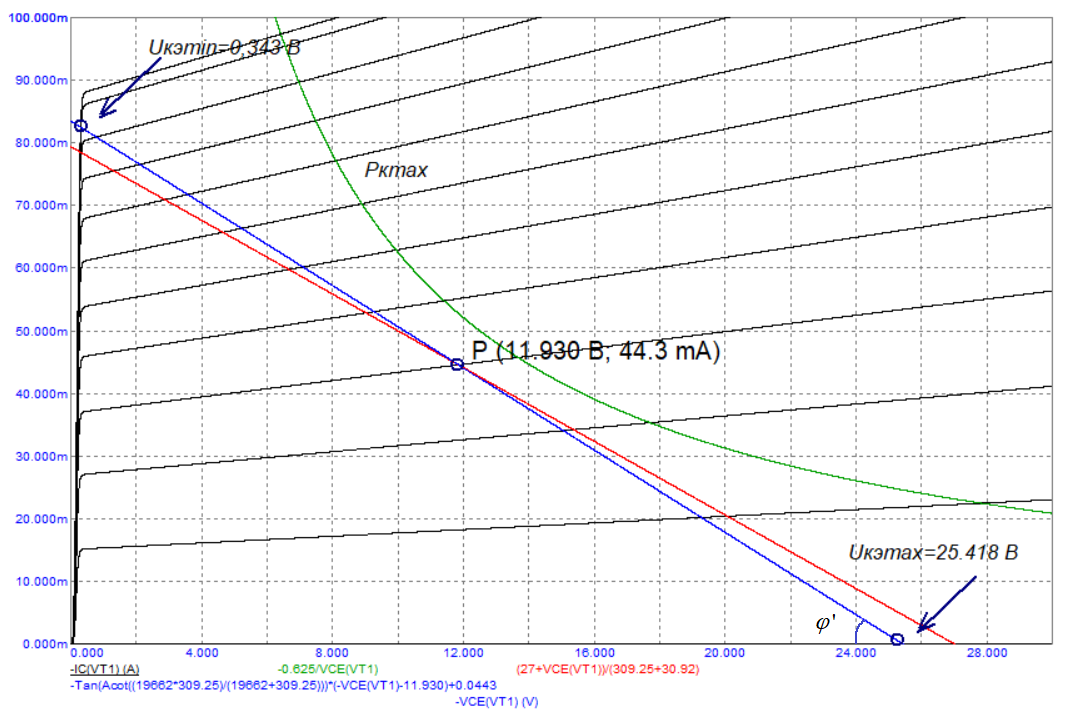 100.000m
Uкэmin=0,343 В
90.000m
80.000m
Pкmax
70.000m
60.000m
50.000m
P (11.930 В; 44.3 mA)
40.000m
30.000m
20.000m
Uкэmax=25.418 В
10.000m
φ'
0.000m
0.000 4.000 8.000 12.000 16.000 20.000 24.000 28.000
-IC(VT1) (A) -0.625/VCE(VT1) (27+VCE(VT1))/(309.25+30.92)
-Tan(Acot((19662*309.25)/(19662+309.25)))*(-VCE(VT1)-11.930)+0.0443
-VCE(VT1) (V)